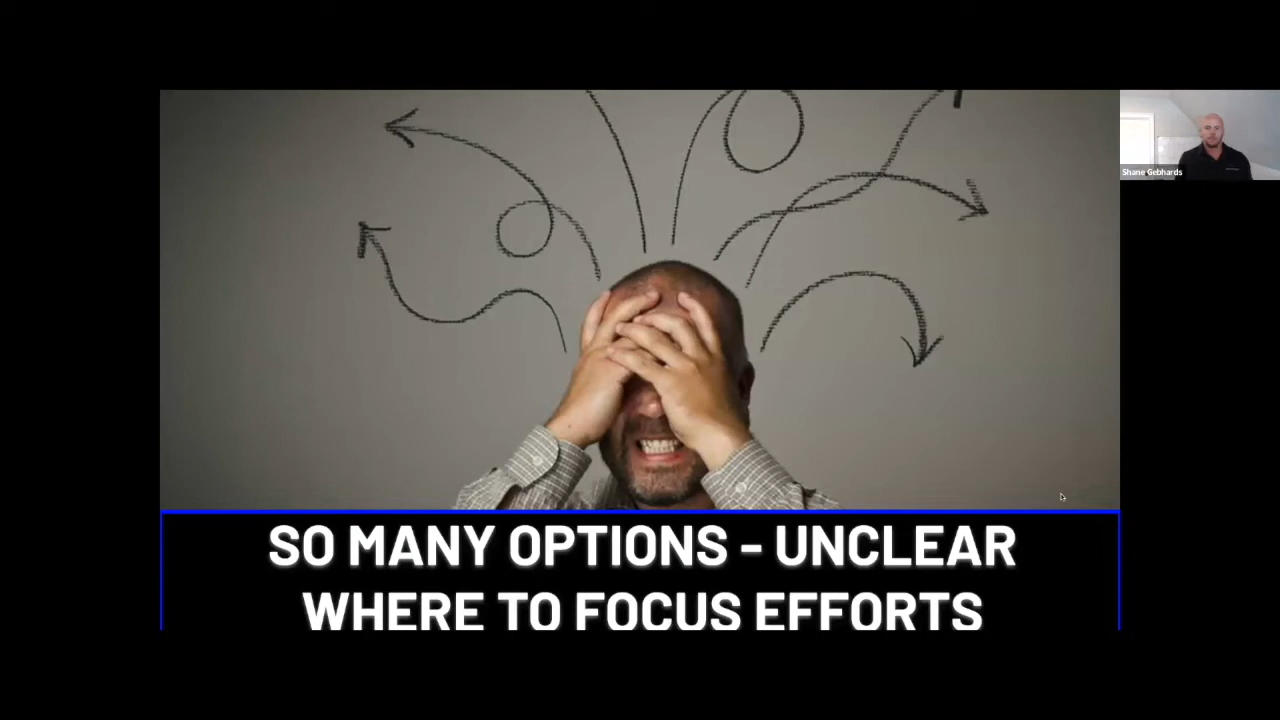 Shane Gebhards
SO MANY OPTIONS - UNCLEAR
WHERE TO FOCUS EFFORTS